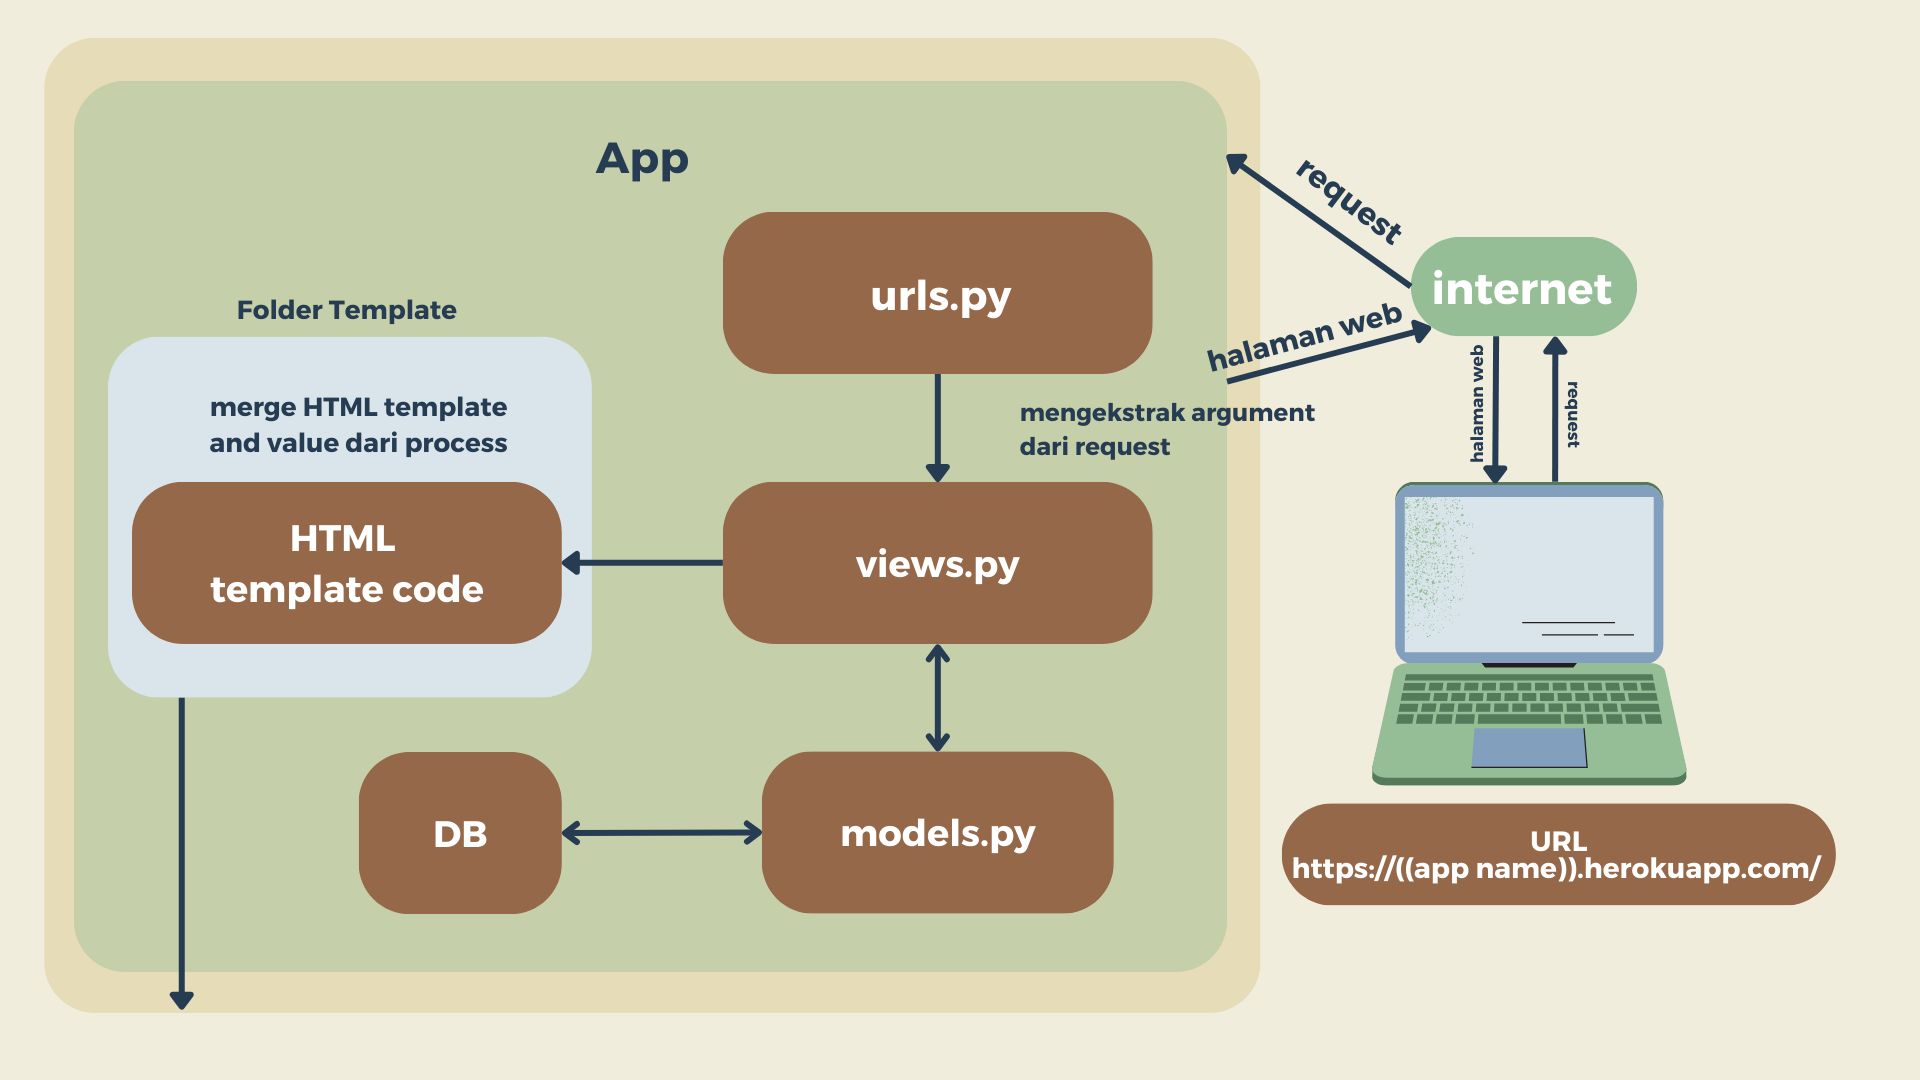 App
urls.py
Folder Template
merge HTML template
and value dari process
mengekstrak argument
dari request
HTML
template code
views.py
DB
models.py
request
halaman web
internet
halaman web
request
URL
https://((app name)).herokuapp.com/